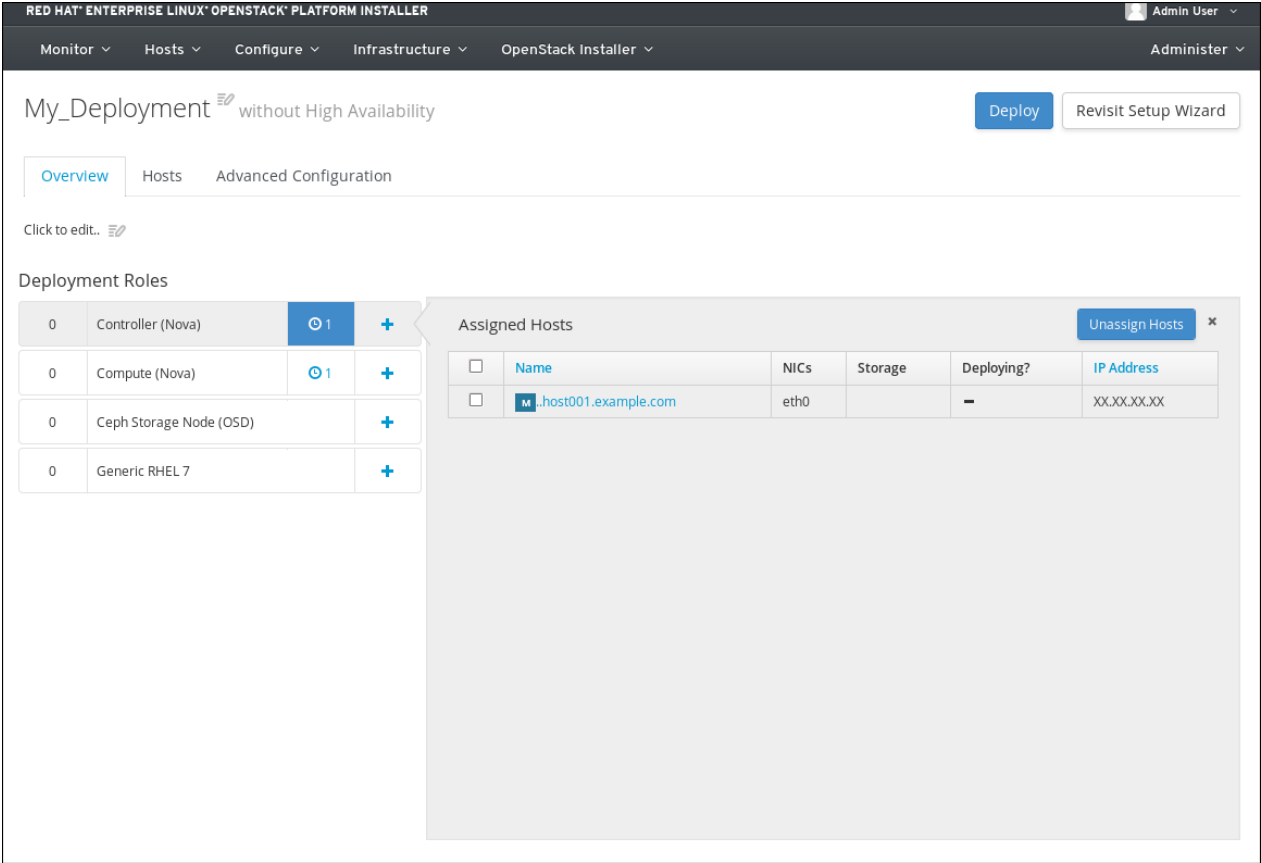 RED HAT® ENTERPRISE LINUX® OPENSTACK® PLATFORM INSTALLER
Admin User
Monitor Hosts Configure Infrastructure OpenStack Installer Administer
My_Deployment without High Availability
Deploy Revisit Setup Wizard
Overview Hosts Advanced Configuration
Click to edit..
Deployment Roles
0 Controller (Nova) 1 +
0 Compute (Nova) 1 +
0 Ceph Storage Node (OSD) +
0 Generic RHEL 7 +
Assigned Hosts Unassign Hosts ×
Name NICs Storage Deploying? IP Address
M ..host001.example.com eth0 – XX.XX.XX.XX